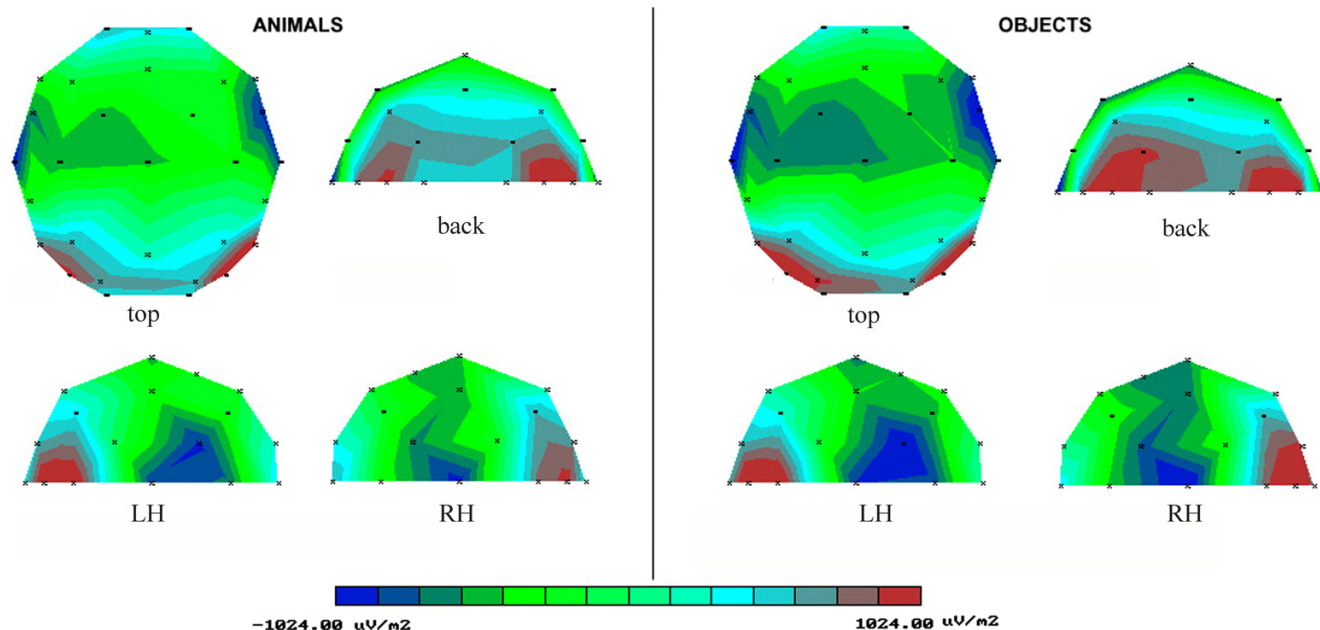 ANIMALS
back
top
LH
RH
OBJECTS
back
top
LH
RH
-1024.00 uV/m2
1024.00 uV/m2